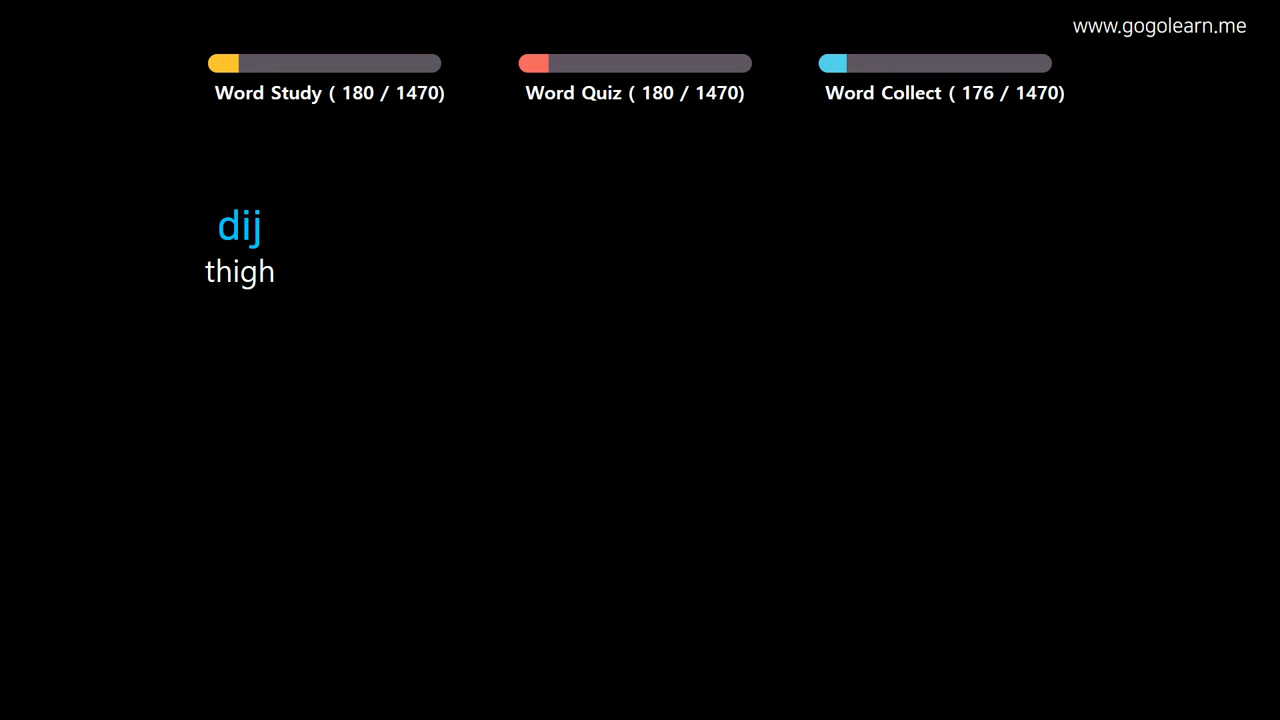 www.gogolearn.me
Word Study ( 180 / 1470)
Word Quiz ( 180 / 1470)
Word Collect ( 176 / 1470)
dij
thigh